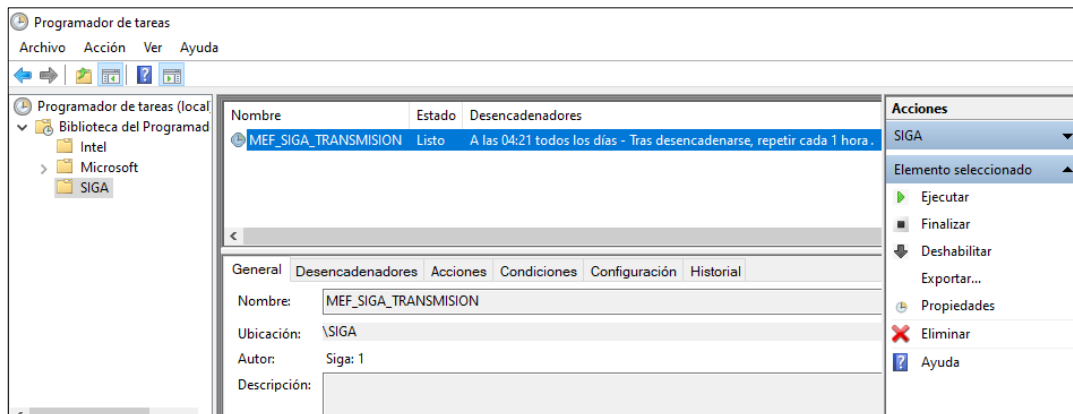 Programador de tareas
Archivo Acción Ver Ayuda
Programador de tareas (local
Biblioteca del Programad
Intel
Microsoft
SIGA
Nombre Estado Desencadenadores
MEF_SIGA_TRANSMISION Listo A las 04:21 todos los días - Tras desencadenarse, repetir cada 1 hora .
General Desencadenadores Acciones Condiciones Configuración Historial
Nombre: MEF_SIGA_TRANSMISION
Ubicación: \SIGA
Autor: Siga: 1
Descripción:
Acciones
SIGA
Elemento seleccionado
Ejecutar
Finalizar
Deshabilitar
Exportar...
Propiedades
Eliminar
Ayuda